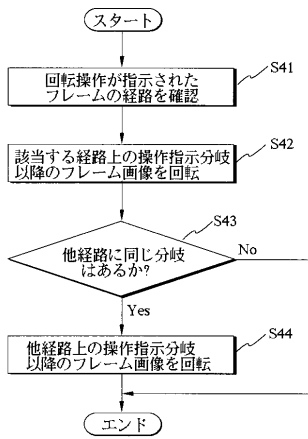 スタート
S41
回転操作が指示された
フレームの経路を確認
S42
該当する経路上の操作指示分岐
以降のフレーム画像を回転
S43
他経路に同じ分岐
はあるか?
No
Yes
S44
他経路上の操作指示分岐
以降のフレーム画像を回転
エンド